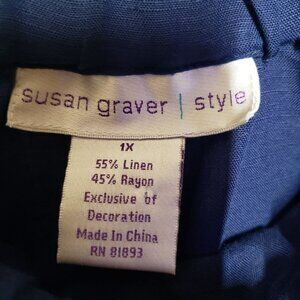 susan graver | style
1X
55% Linen
45% Rayon
Exclusive of
Decoration
Made In China
RN 81893